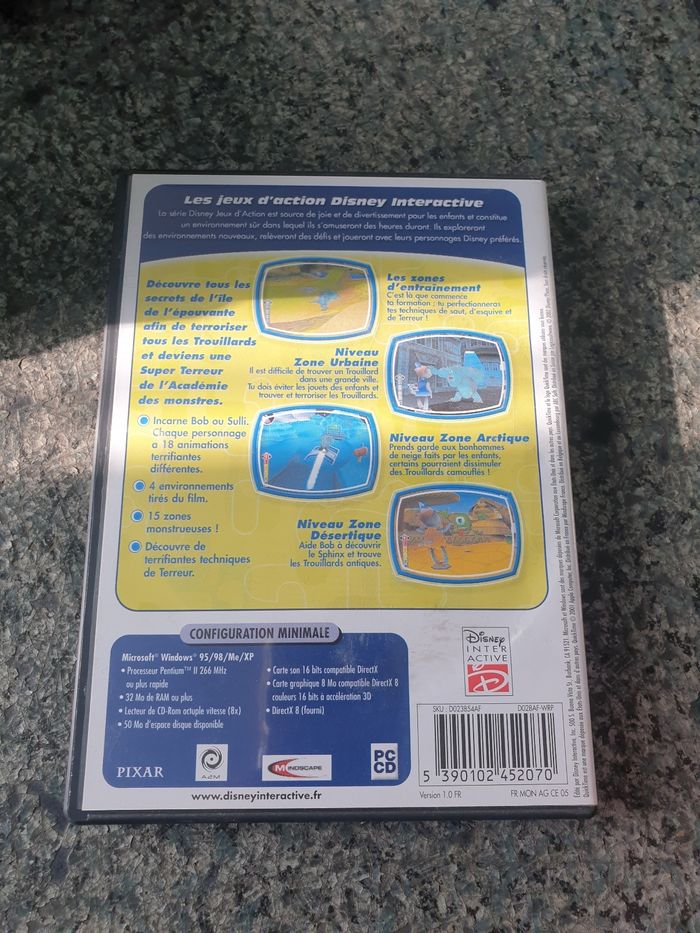 Les jeux d'action Disney Interactive
La série Disney Jeux d'Action est source de joie et de divertissement pour les enfants et constitue
un environnement sûr dans lequel ils s'amuseront des heures durant. Ils exploreront
des environnements nouveaux, relèveront des défis et joueront avec leurs personnages Disney préférés.
Découvre tous les
secrets de l'île
de l'épouvante
afin de terroriser
tous les Trouillards
et deviens une
Super Terreur
de l'Académie
des monstres.
Incarne Bob ou Sulli.
Chaque personnage
a 18 animations
terrifiantes
différentes.
4 environnements
tirés du film.
15 zones
monstrueuses !
Découvre de
terrifiantes techniques
de Terreur.
Les zones
d'entraînement
C'est là que commence
ta formation : tu perfectionneras
tes techniques de saut, d'esquive et
de Terreur !
Niveau
Zone Urbaine
Il est difficile de trouver un Trouillard
dans une grande ville.
Tu dois éviter les jouets des enfants et
trouver et terroriser les Trouillards.
Niveau Zone Arctique
Prends garde aux bonhommes
de neige faits par les enfants,
certains pourraient dissimuler
des Trouillards camouflés !
Niveau Zone
Désertique
Aide Bob à découvrir
le Sphinx et trouve
les Trouillards antiques.
CONFIGURATION MINIMALE
Microsoft® Windows® 95/98/Me/XP
• Processeur Pentium™ II 266 MHz
ou plus rapide
• 32 Mo de RAM ou plus
• Lecteur de CD-Rom octuple vitesse (8x)
• 50 Mo d'espace disque disponible
• Carte son 16 bits compatible DirectX
• Carte graphique 8 Mo compatible DirectX 8
couleurs 16 bits à accélération 3D
• DirectX 8 (fourni)
PIXAR
A2M
MINDSCAPE
PC
CD
www.disneyinteractive.fr
Disney
INTER
ACTIVE
SKU : D023854AF
D028AF-WRF
5 390102 452070
Version 1.0 FR
FR MON AG CE 05